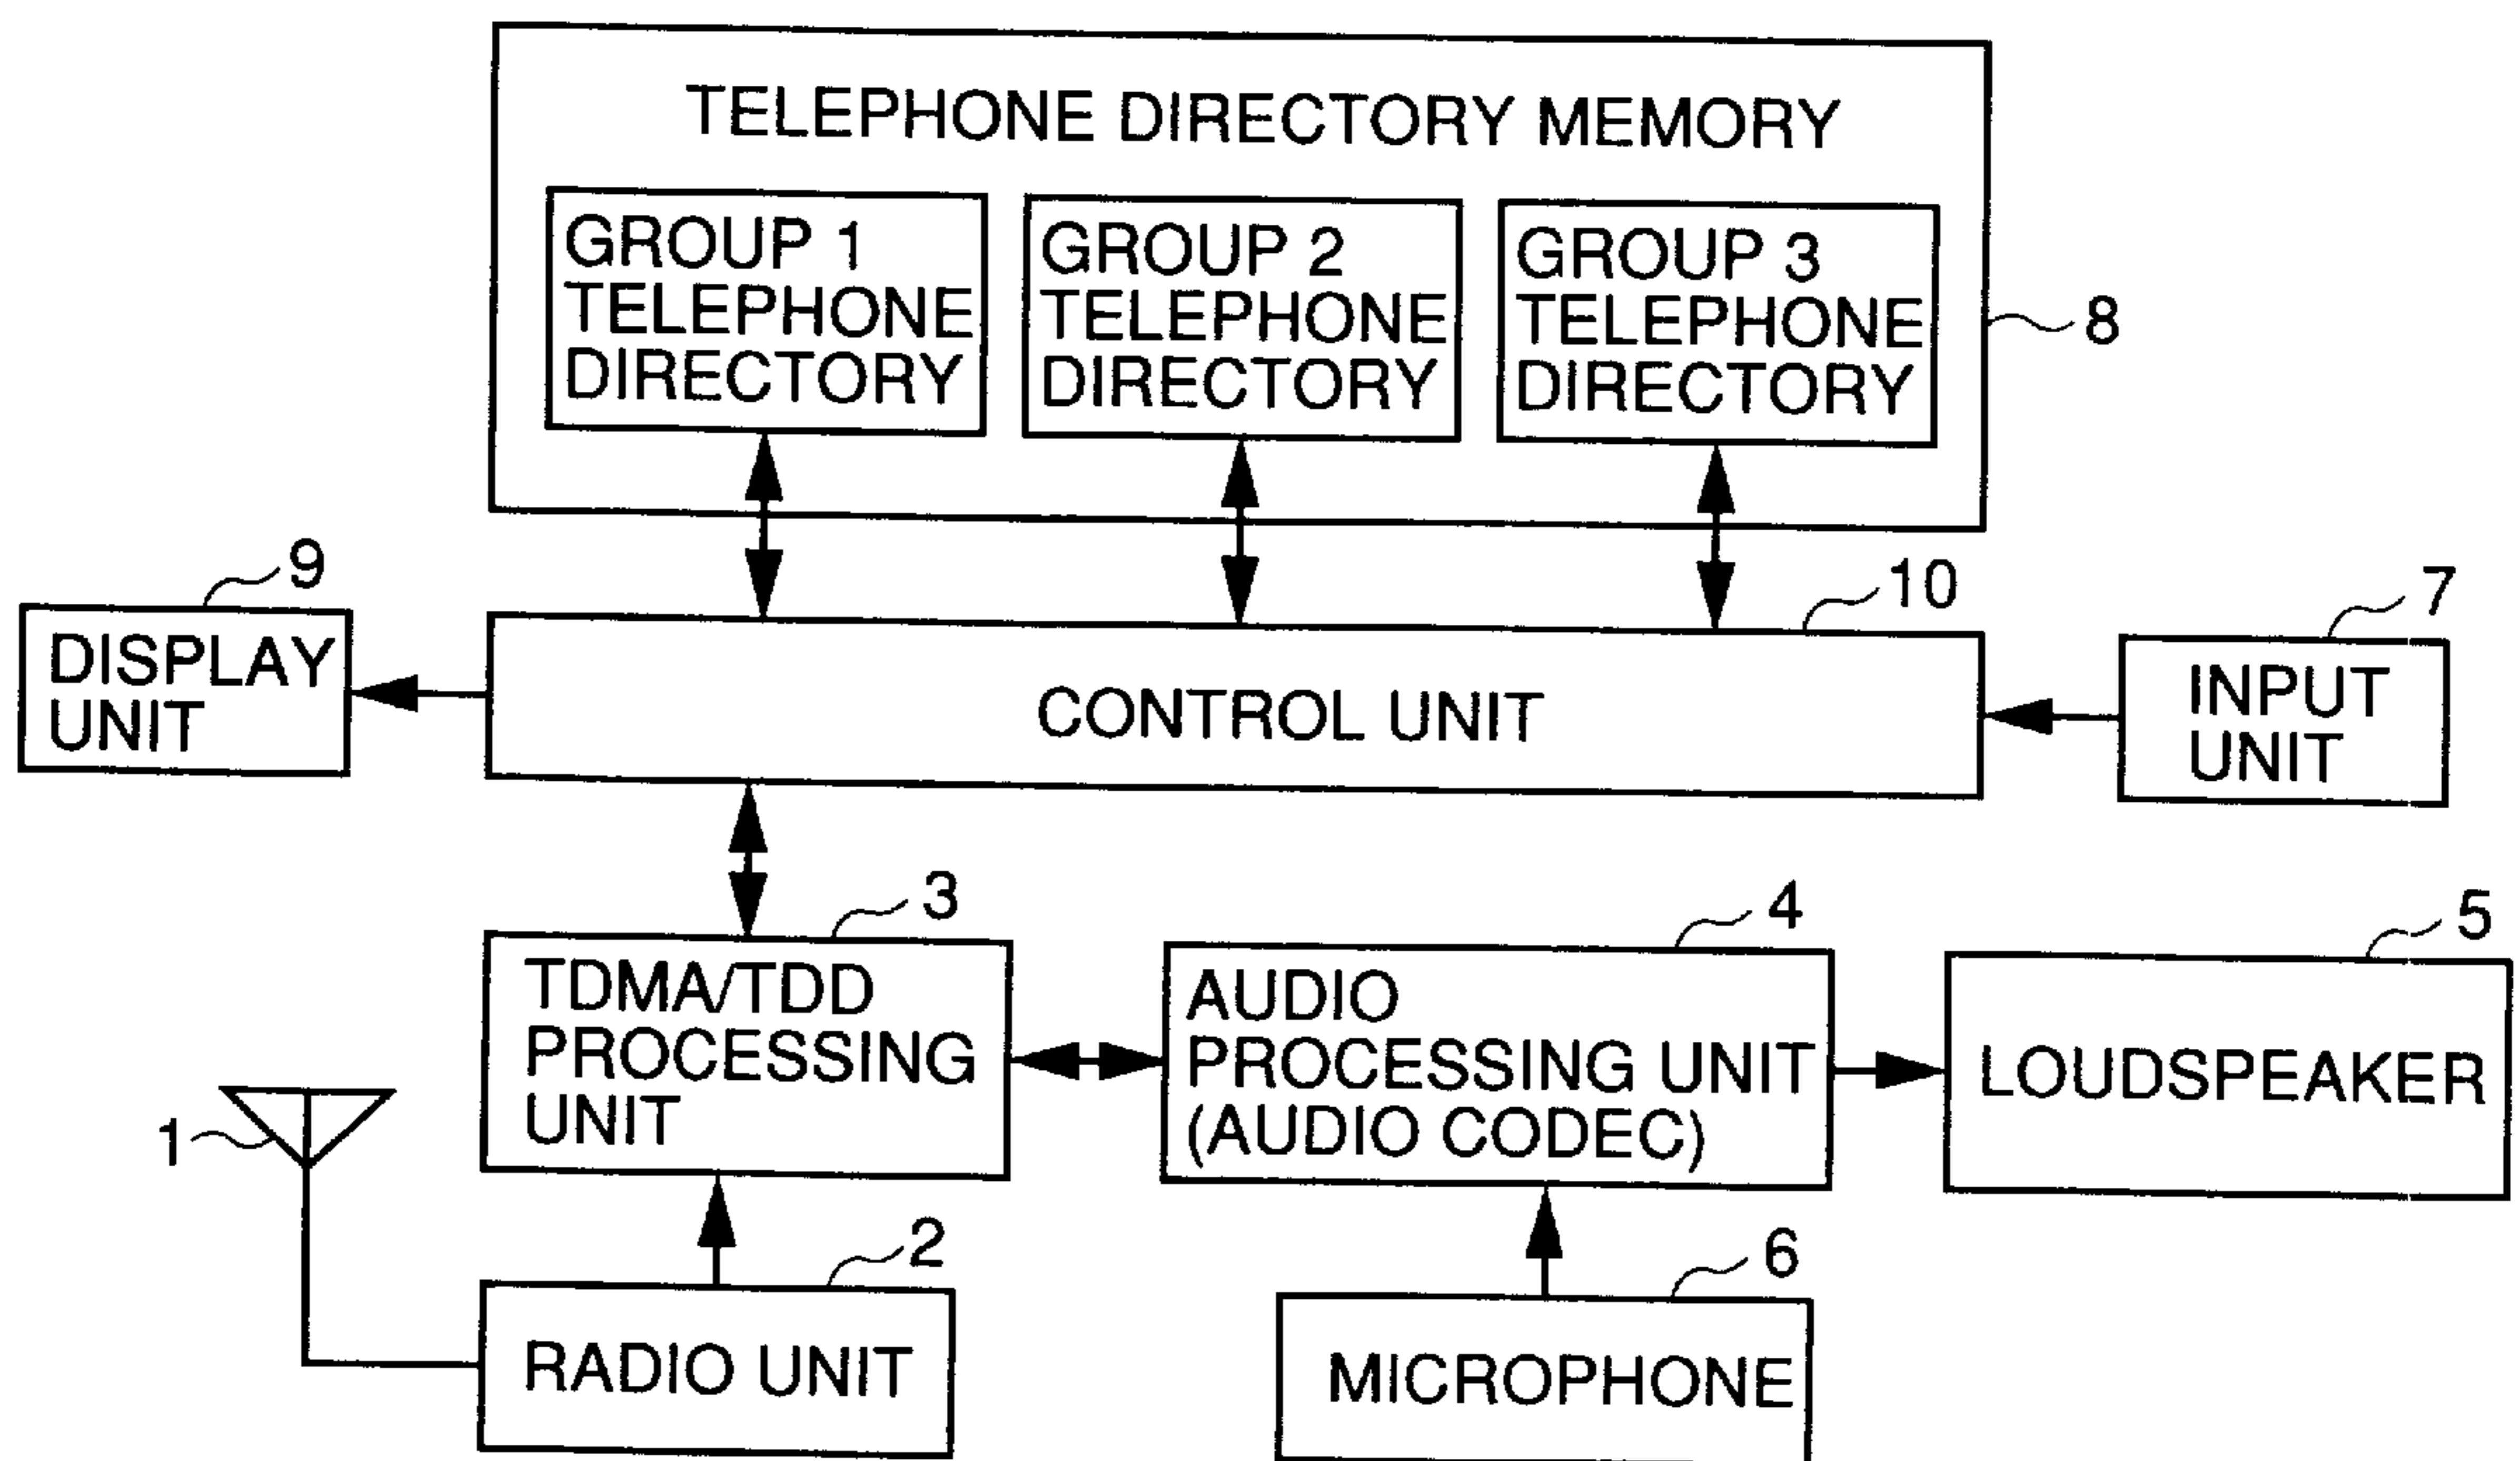 TELEPHONE DIRECTORY MEMORY
GROUP 1
TELEPHONE
DIRECTORY
GROUP 2
TELEPHONE
DIRECTORY
GROUP 3
TELEPHONE
DIRECTORY
8
9
DISPLAY
UNIT
10
CONTROL UNIT
7
INPUT
UNIT
3
TDMA/TDD
PROCESSING
UNIT
4
AUDIO
PROCESSING UNIT
(AUDIO CODEC)
5
LOUDSPEAKER
1
2
RADIO UNIT
6
MICROPHONE